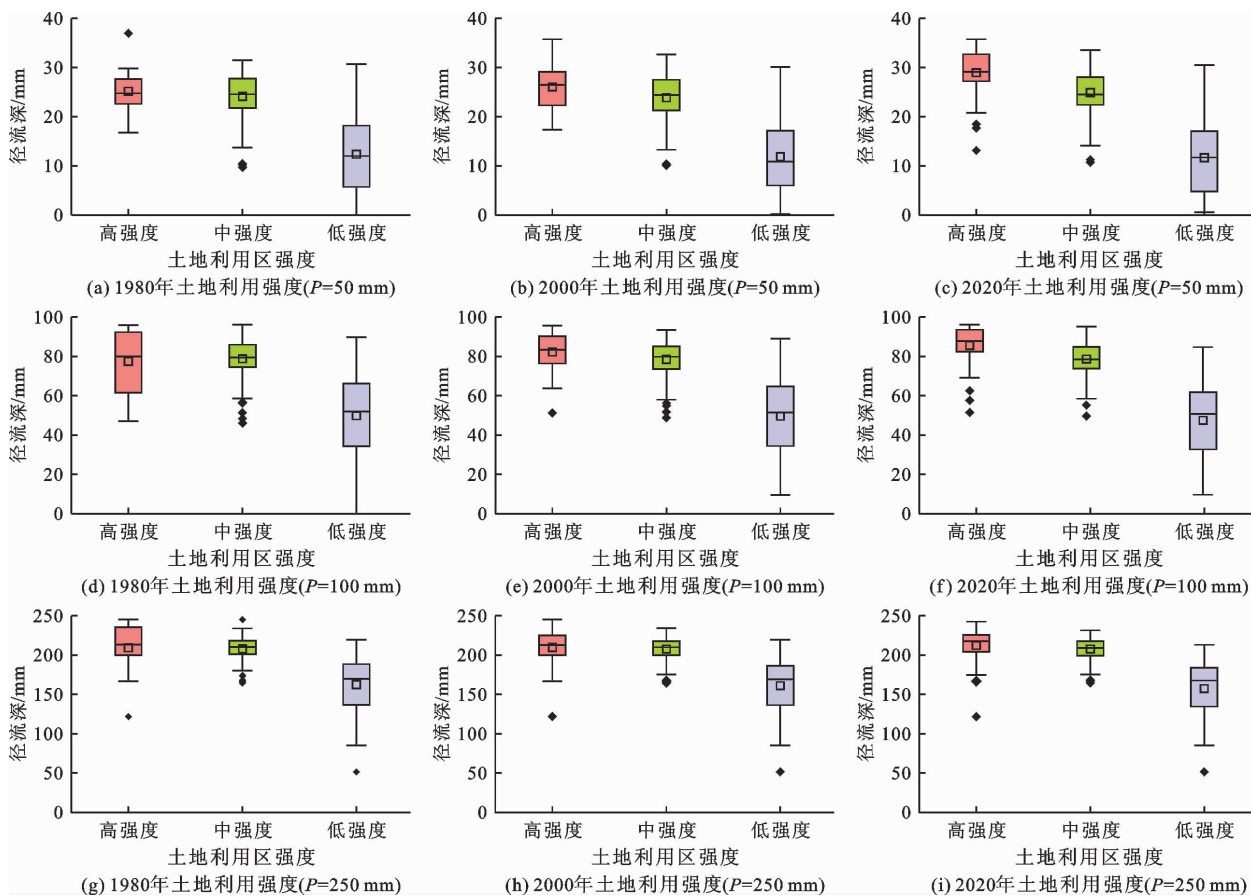 40 40 40
30 30 30
20 20 20
10 10 10
0 0 0
径流深/mm 径流深/mm 径流深/mm
高强度 中强度 低强度 高强度 中强度 低强度 高强度 中强度 低强度
土地利用区强度 土地利用区强度 土地利用区强度
(a) 1980年土地利用强度(P=50 mm) (b) 2000年土地利用强度(P=50 mm) (c) 2020年土地利用强度(P=50 mm)
100 100 100
80 80 80
60 60 60
40 40 40
20 20 20
0 0 0
径流深/mm 径流深/mm 径流深/mm
高强度 中强度 低强度 高强度 中强度 低强度 高强度 中强度 低强度
土地利用区强度 土地利用区强度 土地利用区强度
(d) 1980年土地利用强度(P=100 mm) (e) 2000年土地利用强度(P=100 mm) (f) 2020年土地利用强度(P=100 mm)
250 250 250
200 200 200
150 150 150
100 100 100
50 50 50
0 0 0
径流深/mm 径流深/mm 径流深/mm
高强度 中强度 低强度 高强度 中强度 低强度 高强度 中强度 低强度
土地利用区强度 土地利用区强度 土地利用区强度
(g) 1980年土地利用强度(P=250 mm) (h) 2000年土地利用强度(P=250 mm) (i) 2020年土地利用强度(P=250 mm)